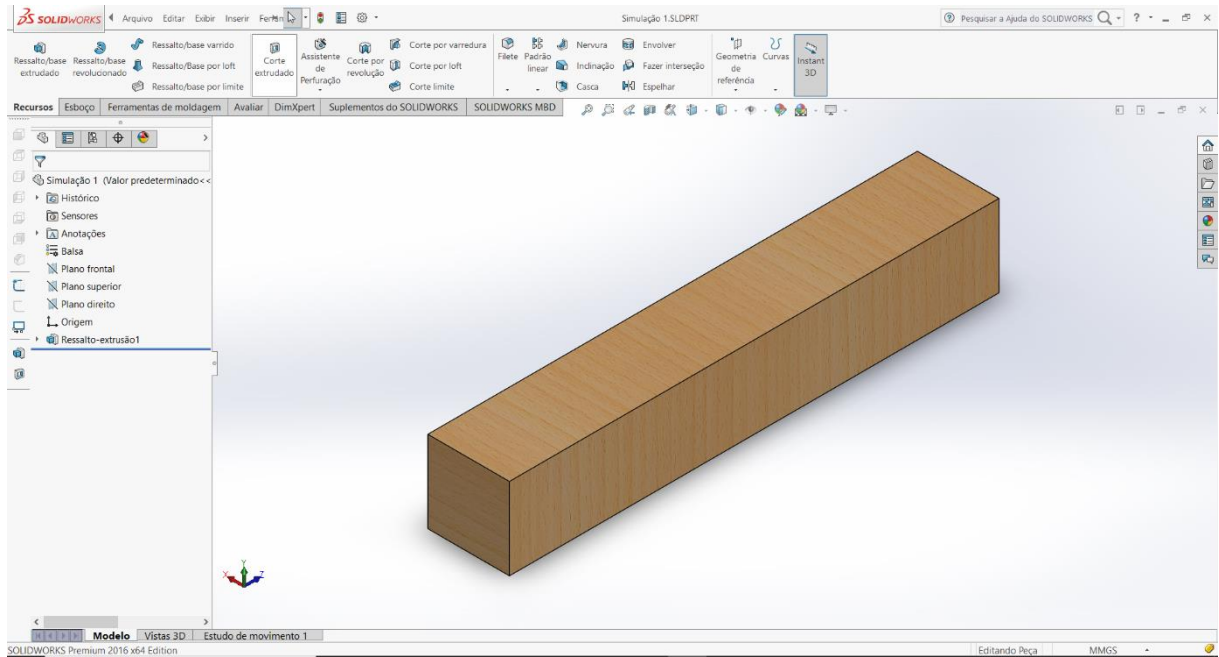 SOLIDWORKS Arquivo Editar Exibir Inserir Simulação 1.SLDPRT Pesquisar a Ajuda do SOLIDWORKS ?
Ressalto/base extrudado
Ressalto/base revolucionado
Ressalto/base varrido
Ressalto/Base por loft
Ressalto/base por limite
Corte extrudado
Assistente de Perfuração
Corte por revolução
Corte por varredura
Corte por loft
Corte limite
Filete
Padrão linear
Nervura
Inclinação
Casca
Envolver
Fazer interseção
Espelhar
Geometria de referência
Curvas
Instant 3D
Recursos Esboço Ferramentas de moldagem Avaliar DimXpert Suplementos do SOLIDWORKS SOLIDWORKS MBD
Simulação 1 (Valor predeterminado<<
Histórico
Sensores
Anotações
Balsa
Plano frontal
Plano superior
Plano direito
Origem
Ressalto-extrusão1
Y
X Z
Modelo Vistas 3D Estudo de movimento 1
SOLIDWORKS Premium 2016 x64 Edition Editando Peça MMGS